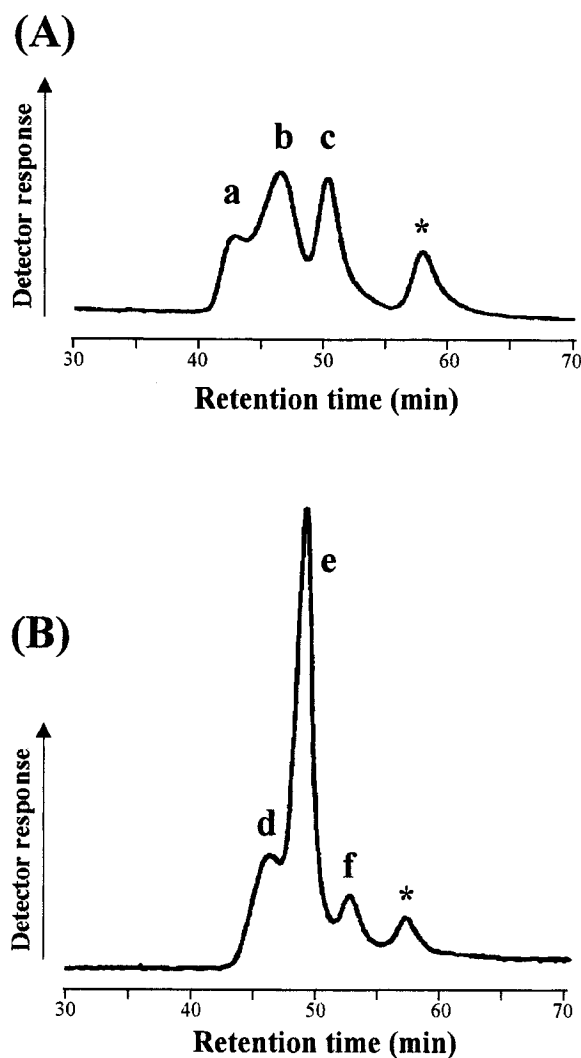 (A)
Detector response
a
b
c
*
30 40 50 60 70
Retention time (min)
(B)
Detector response
d
e
f
*
30 40 50 60 70
Retention time (min)